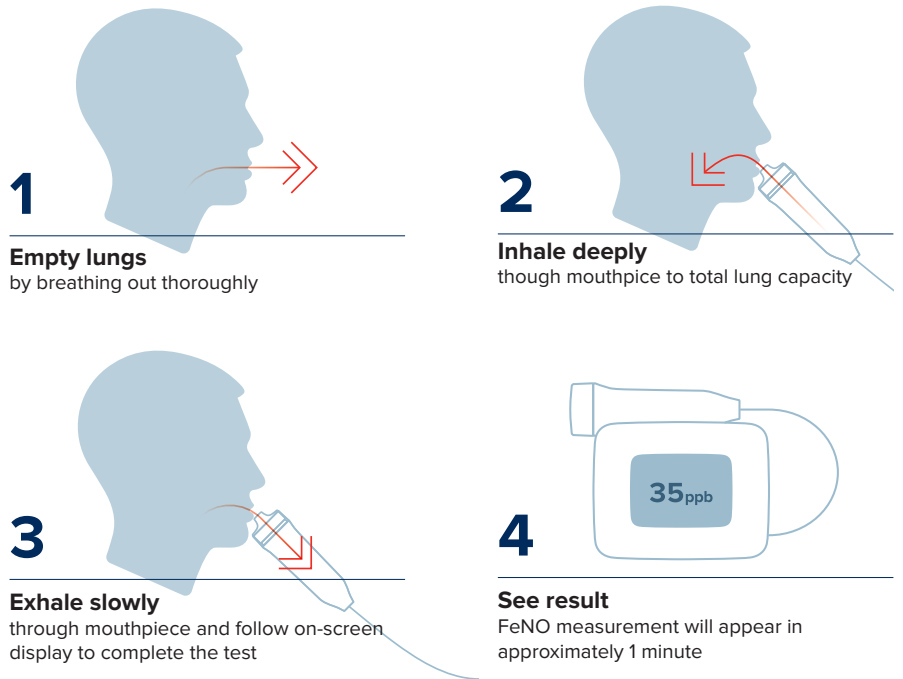 1
Empty lungs
by breathing out thoroughly
2
Inhale deeply
though mouthpice to total lung capacity
3
Exhale slowly
through mouthpiece and follow on-screen
display to complete the test
35ppb
4
See result
FeNO measurement will appear in
approximately 1 minute